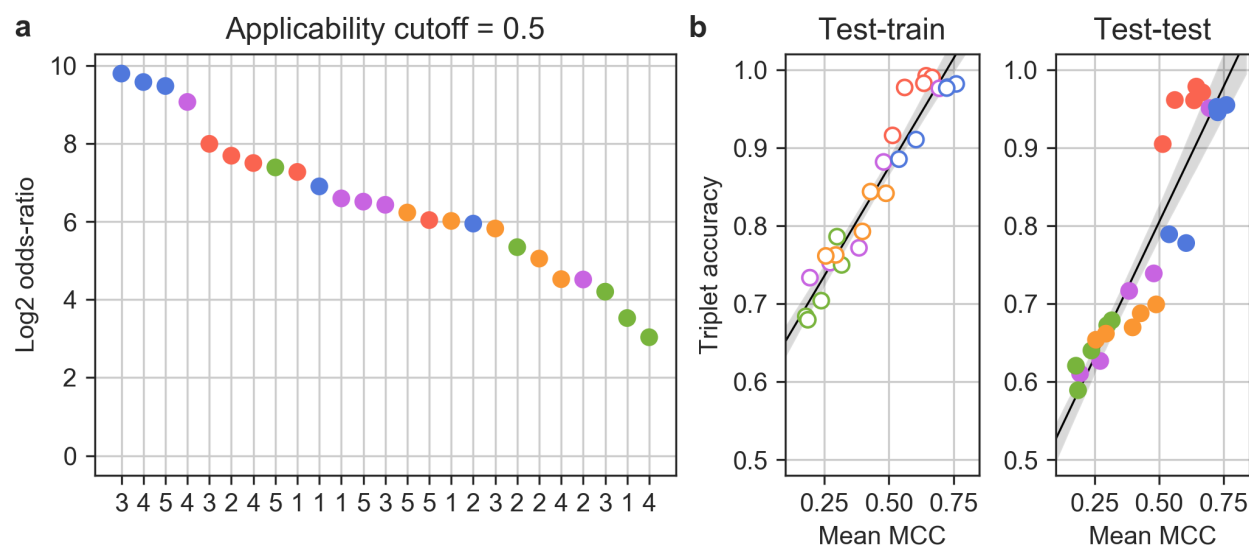 a
Applicability cutoff = 0.5
Log2 odds-ratio
10
8
6
4
2
0
3 4 5 4 3 2 4 5 1 1 1 5 3 5 5 1 2 3 2 2 4 2 3 1 4
b
Test-train
Triplet accuracy
1.0
0.9
0.8
0.7
0.6
0.5
0.25 0.50 0.75
Mean MCC
Test-test
1.0
0.9
0.8
0.7
0.6
0.5
0.25 0.50 0.75
Mean MCC